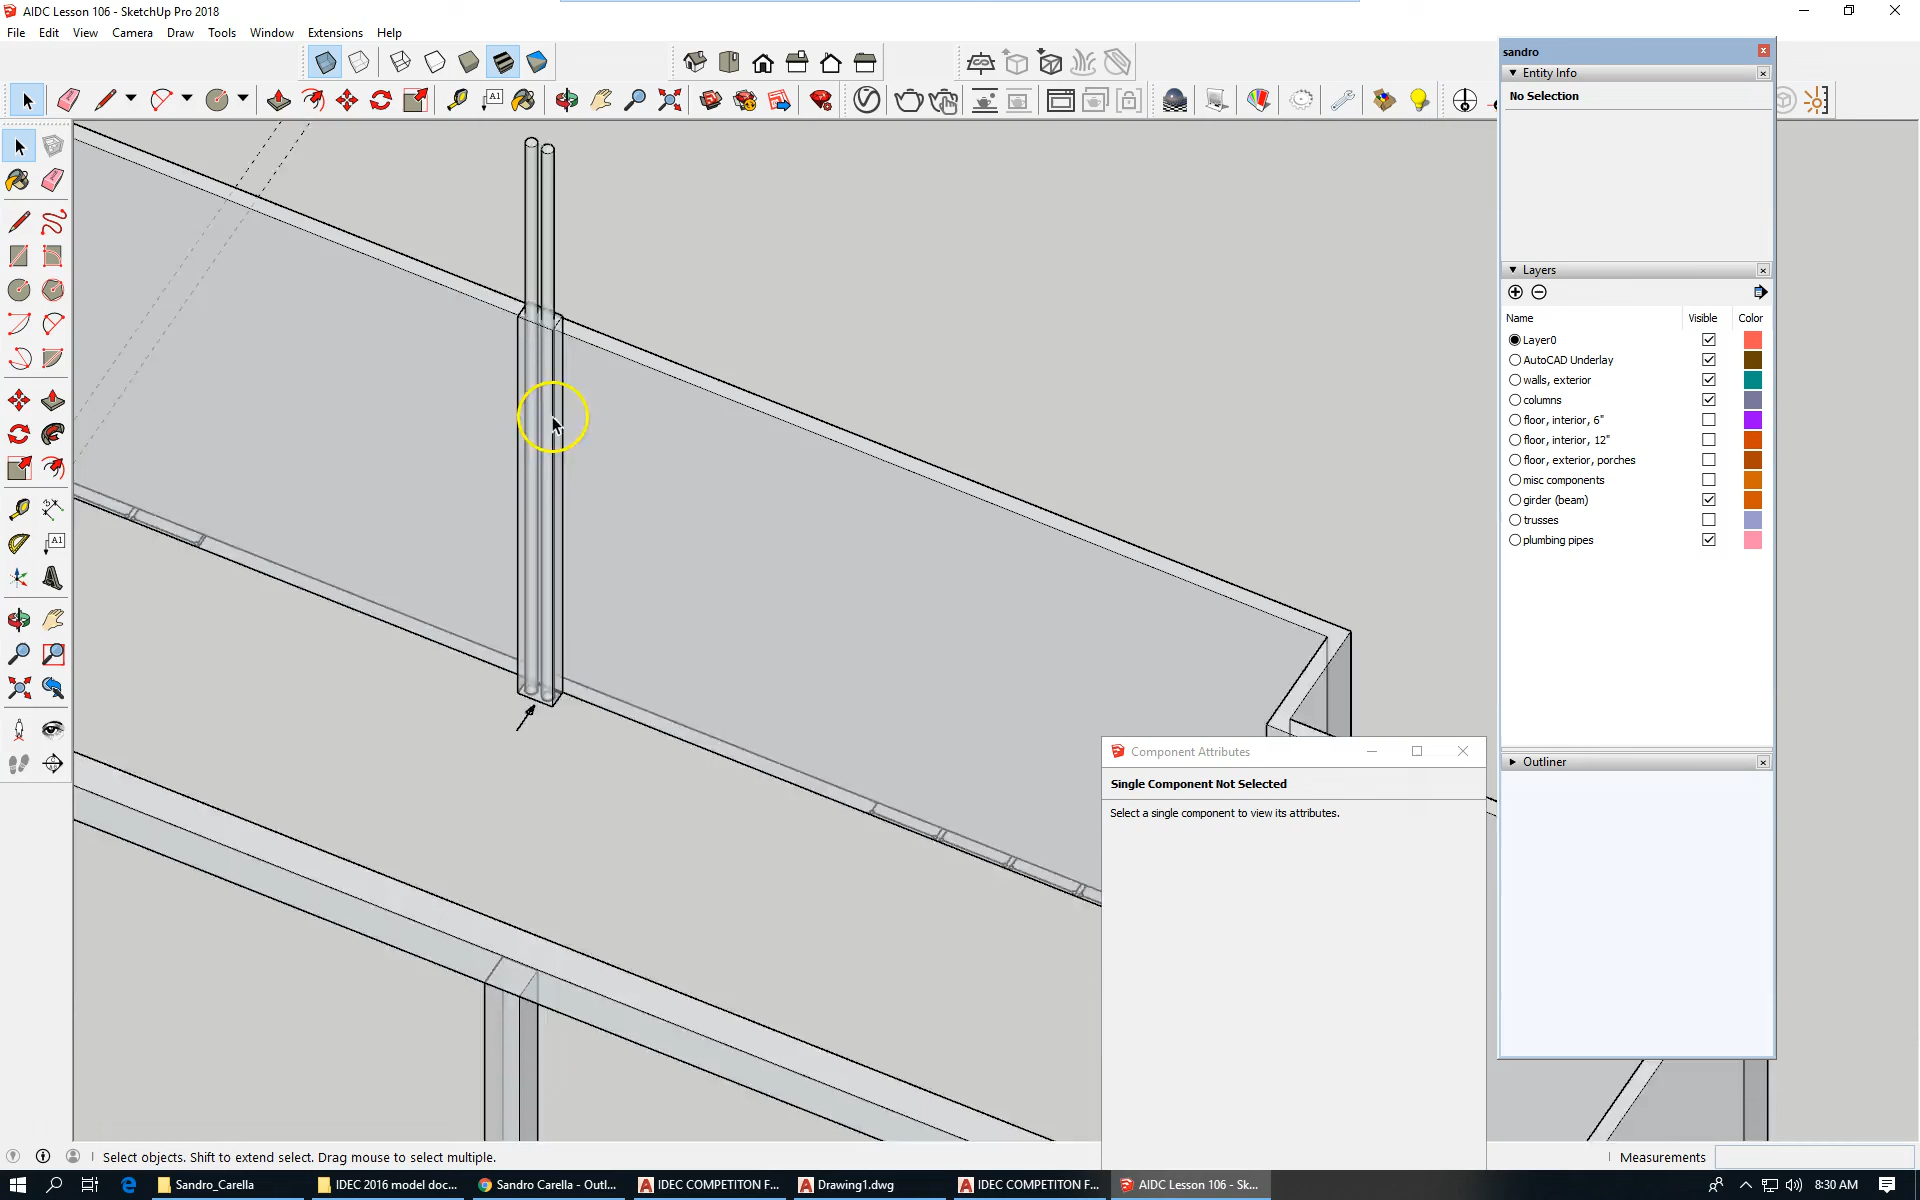 AIDC Lesson 106 - SketchUp Pro 2018
File Edit View Camera Draw Tools Window Extensions Help
A1
sandro
Entity Info
No Selection
Layers
Name Visible Color
Layer0
AutoCAD Underlay
walls, exterior
columns
floor, interior, 6"
floor, interior, 12"
floor, exterior, porches
misc components
girder (beam)
trusses
plumbing pipes
Outliner
A1
Component Attributes
Single Component Not Selected
Select a single component to view its attributes.
Select objects. Shift to extend select. Drag mouse to select multiple.
Measurements
Sandro_Carella
IDEC 2016 model doc...
Sandro Carella - Outl...
IDEC COMPETITON F...
Drawing1.dwg
IDEC COMPETITON F...
AIDC Lesson 106 - Sk...
8:30 AM